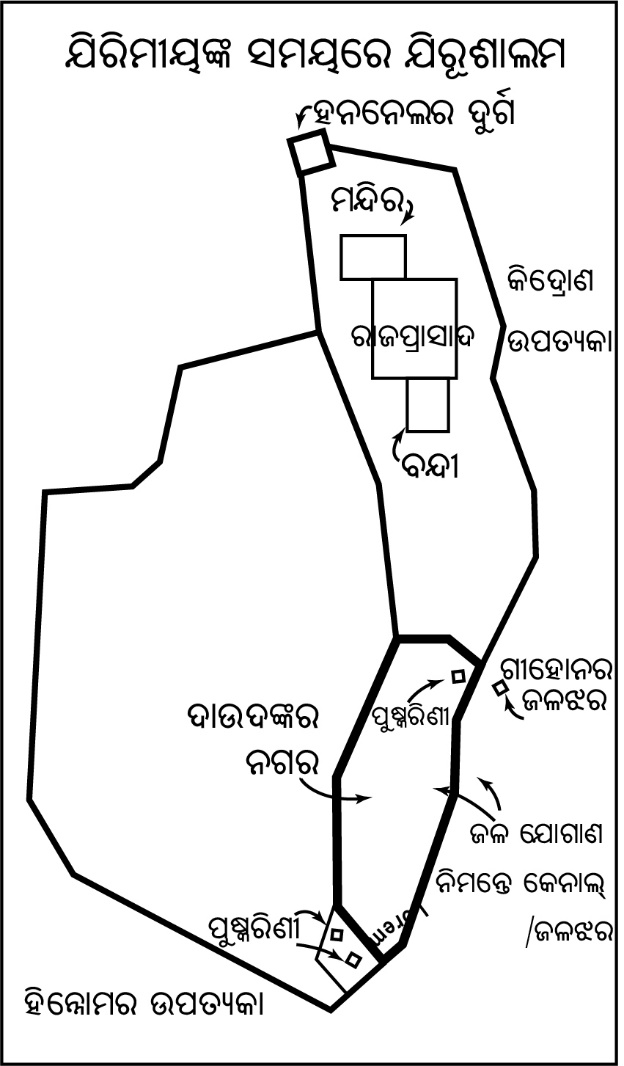 ଯିରିମୀୟଙ୍କ ସମୟରେ ଯିରୂଶାଲମ
ହନନେଲର ଦୁର୍ଗ
ମନ୍ଦିର
କିଦ୍ରୋଣ
ଉପତ୍ୟକା
ରାଜପ୍ରାସାଦ
ବନ୍ଦୀ
ଗୀହୋନର
ଜଳଝର
ପୁଷ୍କରିଣୀ
ଦାଉଦଙ୍କର
ନଗର
ଜଳ ଯୋଗାଣ
ନିମନ୍ତେ କେନାଲ୍
/ଜଳଝର
ପୁଷ୍କରିଣୀ
ହିନ୍ନୋମର ଉପତ୍ୟକା